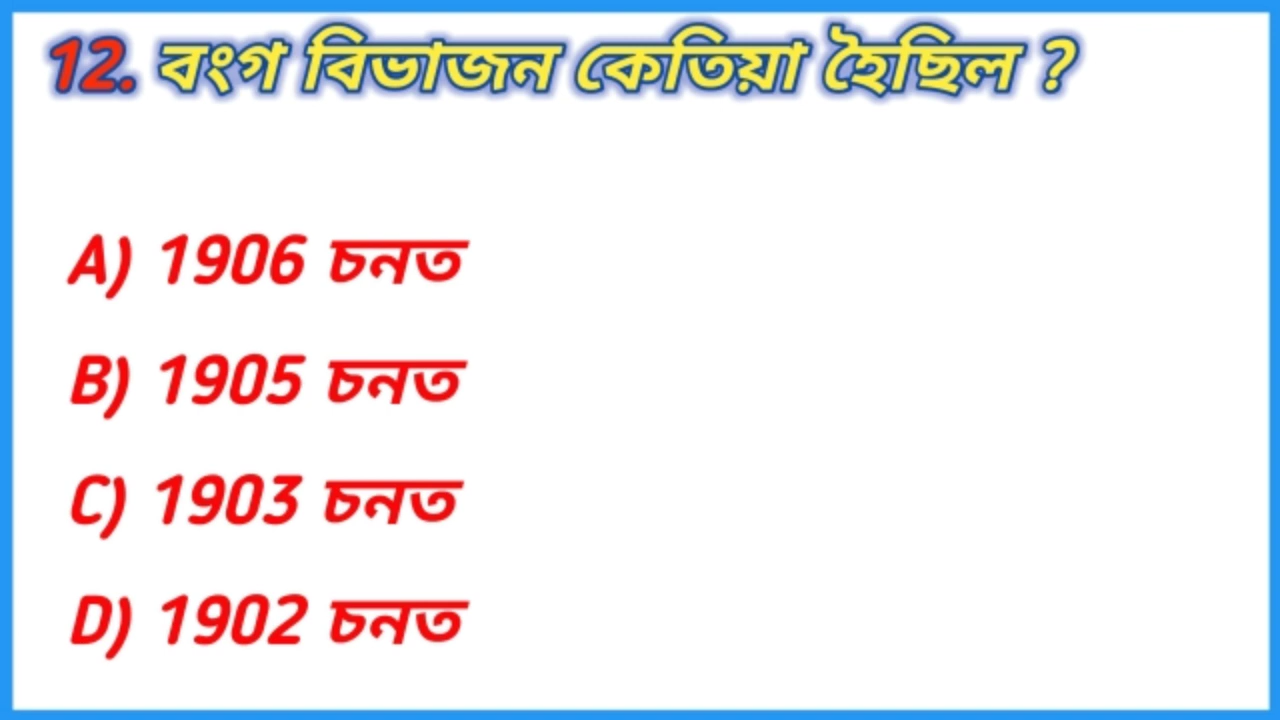 12. বংগ বিভাজন কেতিয়া হৈছিল ?
A) 1906 চনত
B) 1905 চনত
C) 1903 চনত
D) 1902 চনত